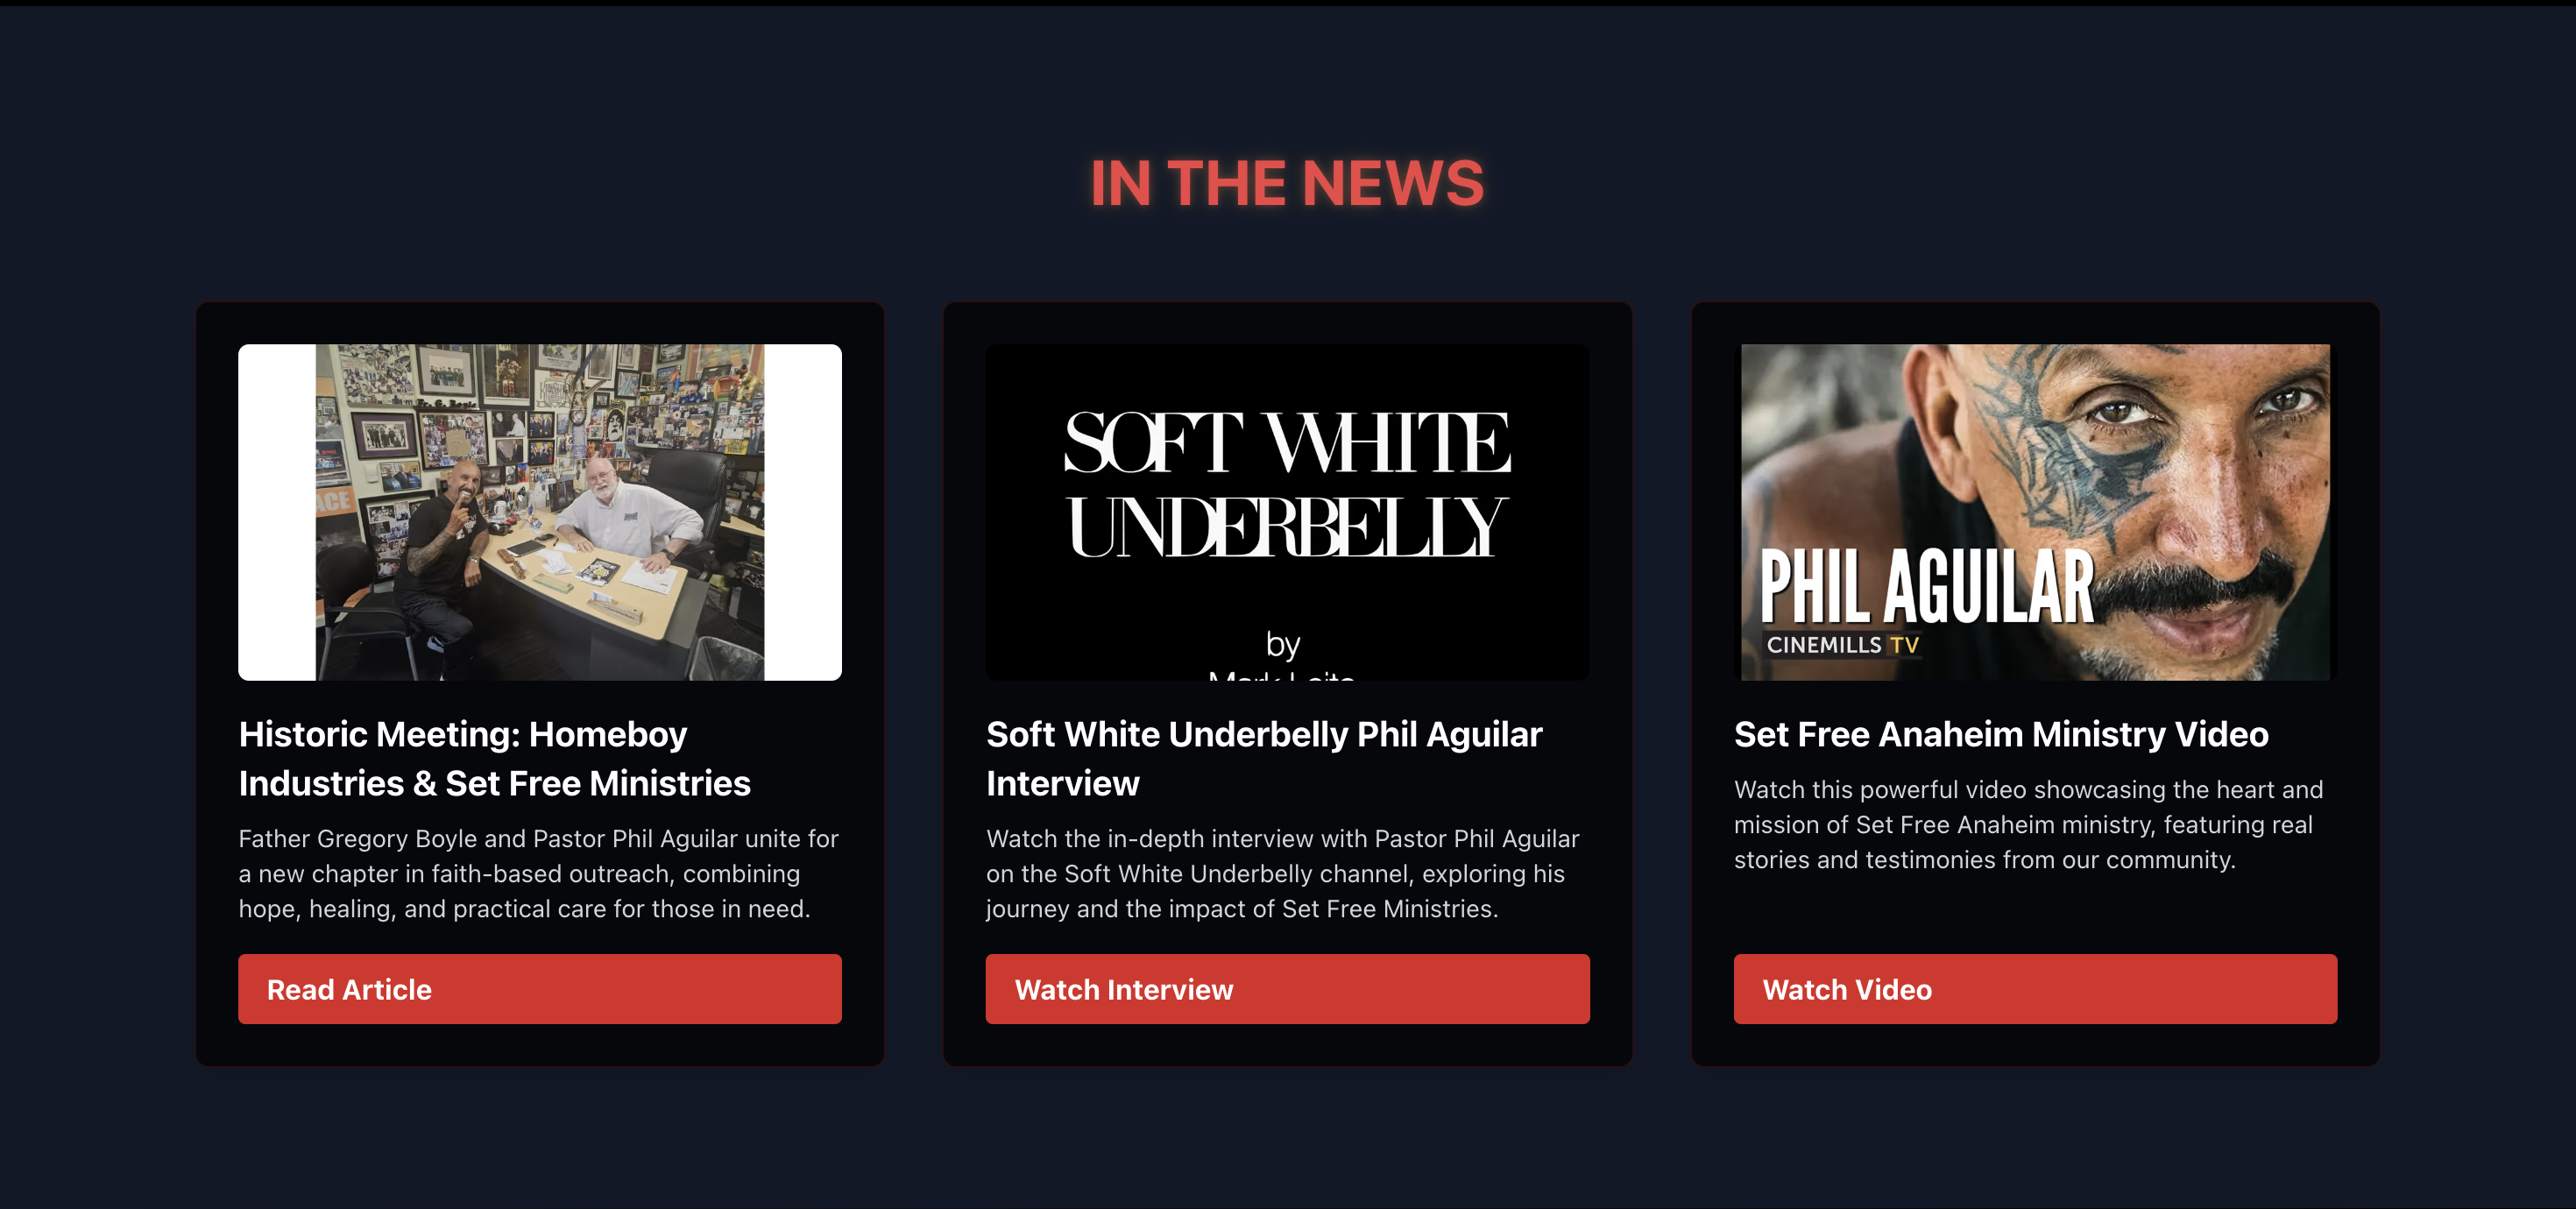 IN THE NEWS
ACE
SOFT WHITE
UNDERBELLY
by
PHIL AGUILAR
CINEMILLS TV
Historic Meeting: Homeboy
Industries & Set Free Ministries
Father Gregory Boyle and Pastor Phil Aguilar unite for
a new chapter in faith-based outreach, combining
hope, healing, and practical care for those in need.
Read Article
Soft White Underbelly Phil Aguilar
Interview
Watch the in-depth interview with Pastor Phil Aguilar
on the Soft White Underbelly channel, exploring his
journey and the impact of Set Free Ministries.
Watch Interview
Set Free Anaheim Ministry Video
Watch this powerful video showcasing the heart and
mission of Set Free Anaheim ministry, featuring real
stories and testimonies from our community.
Watch Video